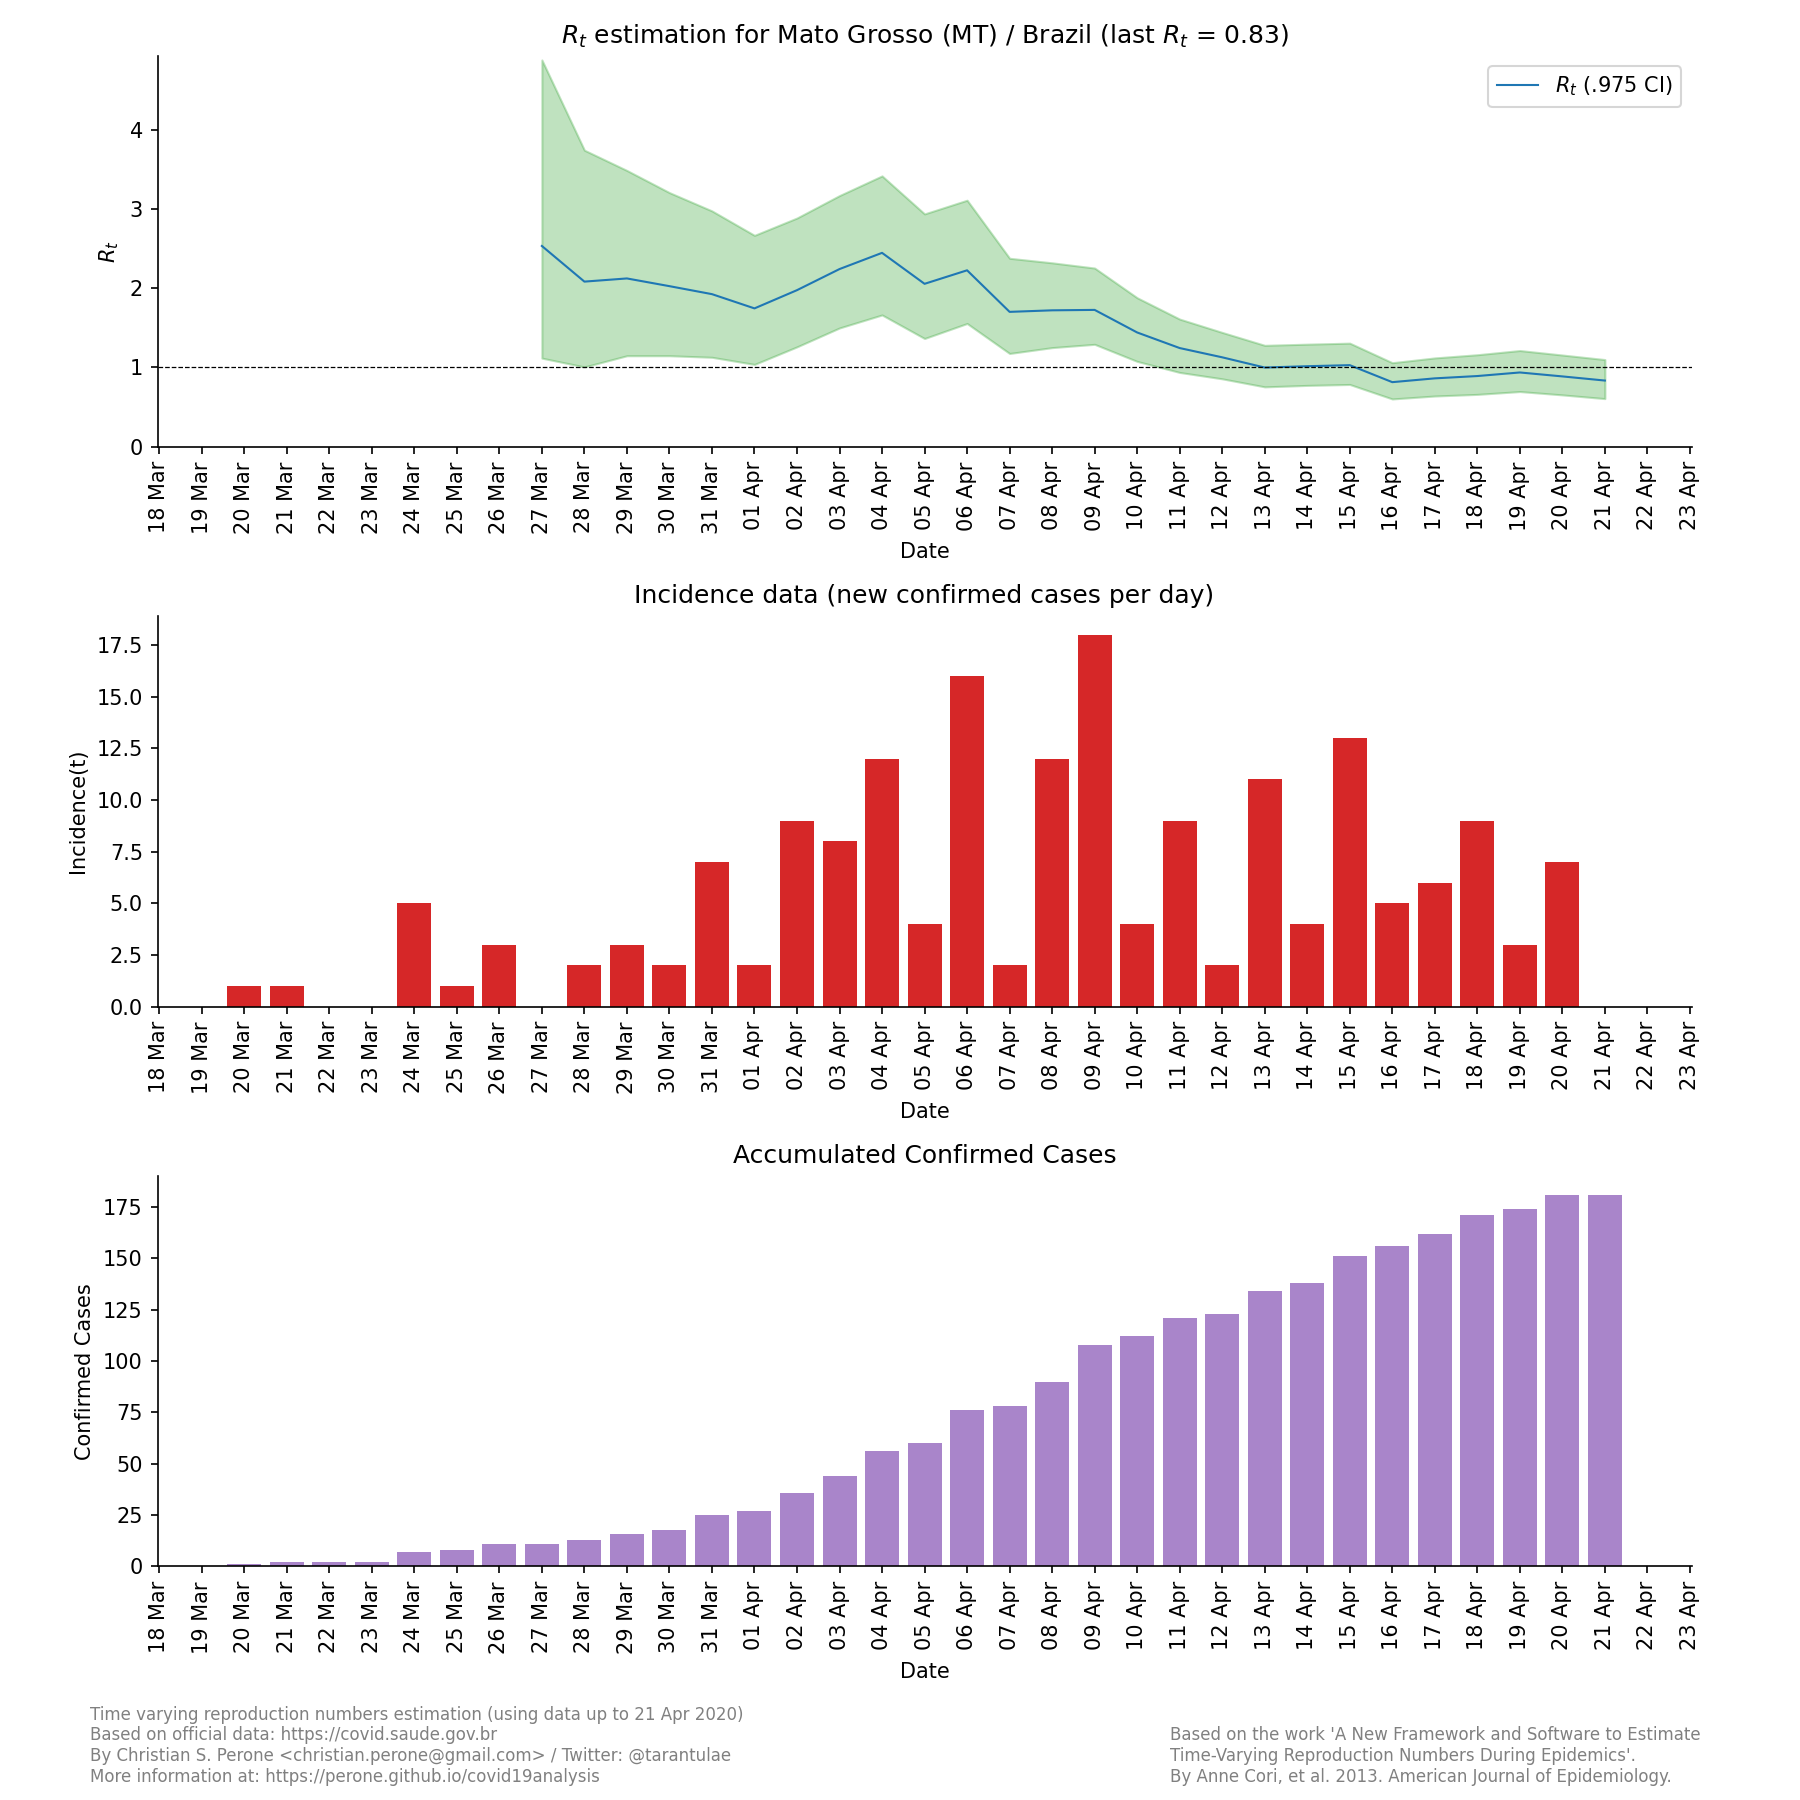 R_t estimation for Mato Grosso (MT) / Brazil (last R_t = 0.83)
R_t (.975 CI)
4
3
2
1
0
R_t
18 Mar 19 Mar 20 Mar 21 Mar 22 Mar 23 Mar 24 Mar 25 Mar 26 Mar 27 Mar 28 Mar 29 Mar 30 Mar 31 Mar 01 Apr 02 Apr 03 Apr 04 Apr 05 Apr 06 Apr 07 Apr 08 Apr 09 Apr 10 Apr 11 Apr 12 Apr 13 Apr 14 Apr 15 Apr 16 Apr 17 Apr 18 Apr 19 Apr 20 Apr 21 Apr 22 Apr 23 Apr
Date
Incidence data (new confirmed cases per day)
17.5
15.0
12.5
10.0
7.5
5.0
2.5
0.0
Incidence(t)
18 Mar 19 Mar 20 Mar 21 Mar 22 Mar 23 Mar 24 Mar 25 Mar 26 Mar 27 Mar 28 Mar 29 Mar 30 Mar 31 Mar 01 Apr 02 Apr 03 Apr 04 Apr 05 Apr 06 Apr 07 Apr 08 Apr 09 Apr 10 Apr 11 Apr 12 Apr 13 Apr 14 Apr 15 Apr 16 Apr 17 Apr 18 Apr 19 Apr 20 Apr 21 Apr 22 Apr 23 Apr
Date
Accumulated Confirmed Cases
175
150
125
100
75
50
25
0
Confirmed Cases
18 Mar 19 Mar 20 Mar 21 Mar 22 Mar 23 Mar 24 Mar 25 Mar 26 Mar 27 Mar 28 Mar 29 Mar 30 Mar 31 Mar 01 Apr 02 Apr 03 Apr 04 Apr 05 Apr 06 Apr 07 Apr 08 Apr 09 Apr 10 Apr 11 Apr 12 Apr 13 Apr 14 Apr 15 Apr 16 Apr 17 Apr 18 Apr 19 Apr 20 Apr 21 Apr 22 Apr 23 Apr
Date
Time varying reproduction numbers estimation (using data up to 21 Apr 2020)
Based on official data: https://covid.saude.gov.br
By Christian S. Perone <christian.perone@gmail.com> / Twitter: @tarantulae
More information at: https://perone.github.io/covid19analysis
Based on the work 'A New Framework and Software to Estimate
Time-Varying Reproduction Numbers During Epidemics'.
By Anne Cori, et al. 2013. American Journal of Epidemiology.